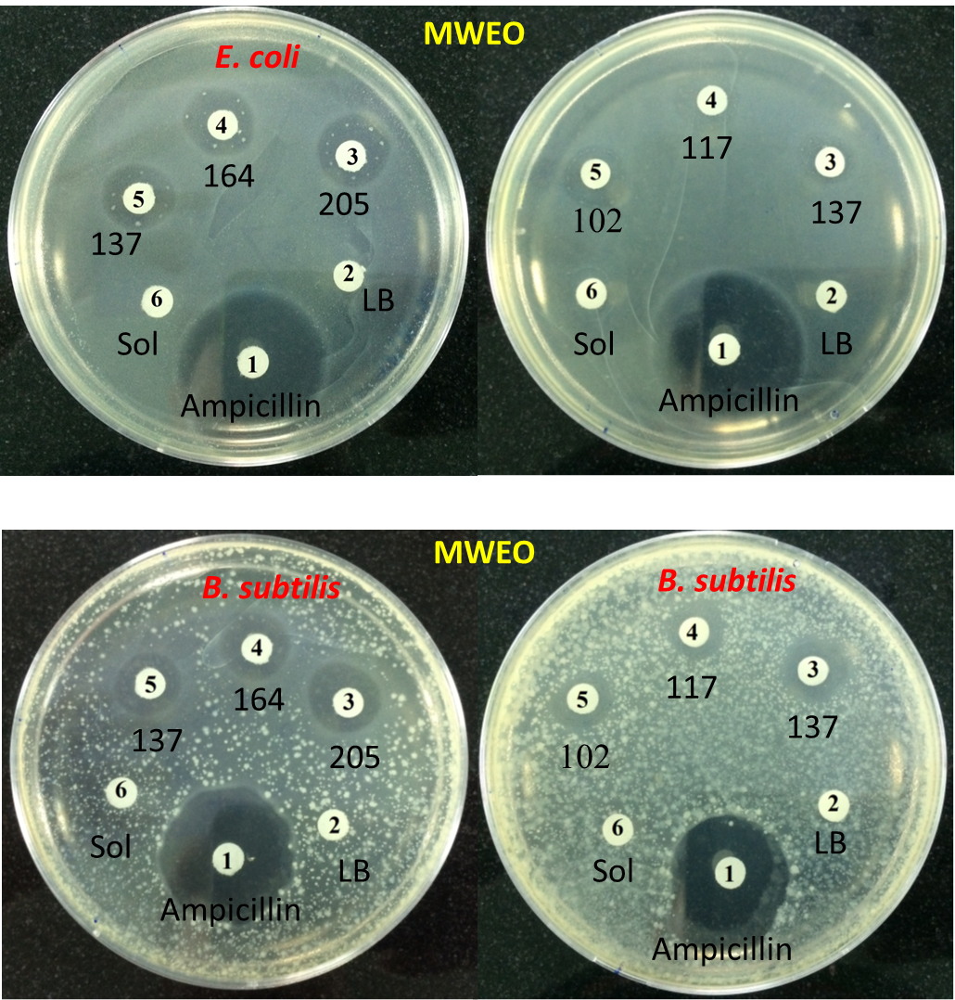 MWEO
E. coli
4
164
3
205
5
137
2
LB
6
Sol
1
Ampicillin
4
117
3
137
5
102
6
Sol
2
LB
1
Ampicillin
MWEO
B. subtilis
4
164
5
137
3
205
6
Sol
2
LB
1
Ampicillin
B. subtilis
4
117
3
137
5
102
2
LB
6
Sol
1
Ampicillin